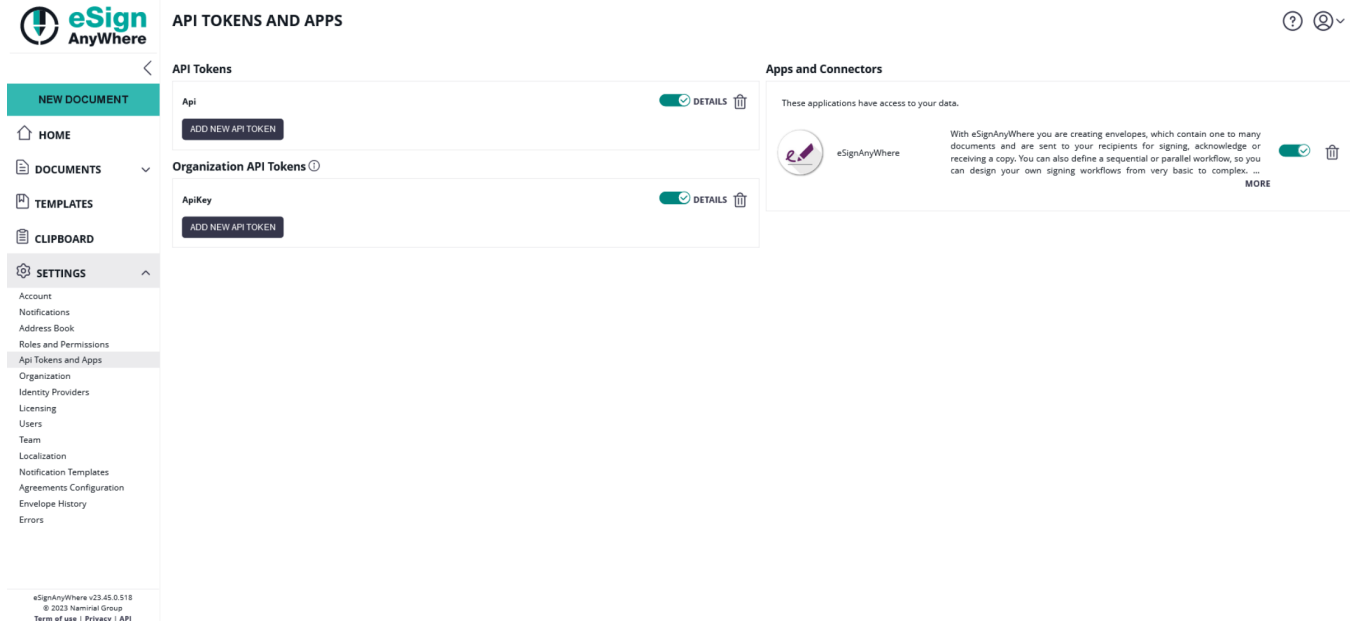 eSign
AnyWhere
API TOKENS AND APPS
NEW DOCUMENT
HOME
DOCUMENTS
TEMPLATES
CLIPBOARD
SETTINGS
Account
Notifications
Address Book
Roles and Permissions
Api Tokens and Apps
Organization
Identity Providers
Licensing
Users
Team
Localization
Notification Templates
Agreements Configuration
Envelope History
Errors
eSignAnyWhere v23.45.0.518
© 2023 Namirial Group
Term of use | Privacy | API
API Tokens
Api
DETAILS
ADD NEW API TOKEN
Organization API Tokens
ApiKey
DETAILS
ADD NEW API TOKEN
Apps and Connectors
These applications have access to your data.
eSignAnyWhere
With eSignAnyWhere you are creating envelopes, which contain one to many
documents and are sent to your recipients for signing, acknowledge or
receiving a copy. You can also define a sequential or parallel workflow, so you
can design your own signing workflows from very basic to complex. ...
MORE